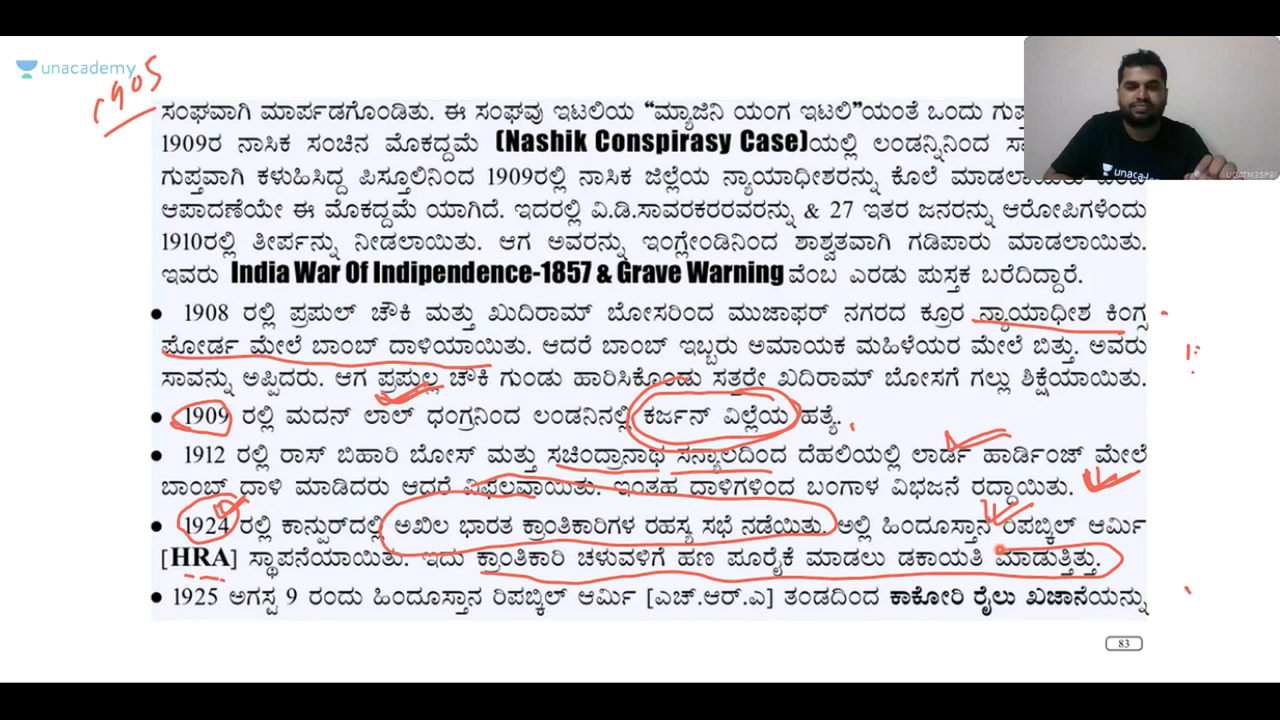 unacademy
1905
ಸಂಘವಾಗಿ ಮಾರ್ಪಡಗೊಂಡಿತು. ಈ ಸಂಘವು ಇಟಲಿಯ “ಮ್ಯಾಜಿನಿ ಯಂಗ ಇಟಲಿ”ಯಂತೆ ಒಂದು
1909ರ ನಾಸಿಕ ಸಂಚಿನ ಮೊಕದ್ದಮೆ (Nashik Conspirasy Case)ಯಲ್ಲಿ ಲಂಡನ್ನಿನಿಂದ
ಗುಪ್ತವಾಗಿ ಕಳುಹಿಸಿದ್ದ ಪಿಸ್ತೂಲಿನಿಂದ 1909ರಲ್ಲಿ ನಾಸಿಕ ಜಿಲ್ಲೆಯ ನ್ಯಾಯಾಧೀಶರನ್ನು ಕೊಲೆ
ಆಪಾದಣೆಯೇ ಈ ಮೊಕದ್ದಮೆ ಯಾಗಿದೆ. ಇದರಲ್ಲಿ ವಿ.ಡಿ.ಸಾವರಕರರವರನ್ನು & 27 ಇತರ ಜನರನ್ನು ಆರೋಪಿಗಳೆಂದು
1910ರಲ್ಲಿ ತೀರ್ಪನ್ನು ನೀಡಲಾಯಿತು. ಆಗ ಅವರನ್ನು ಇಂಗ್ಲೇಂಡಿನಿಂದ ಶಾಶ್ವತವಾಗಿ ಗಡಿಪಾರು ಮಾಡಲಾಯಿತು.
ಇವರು India War Of Indipendence-1857 & Grave Warning ವೆಂಬ ಎರಡು ಪುಸ್ತಕ ಬರೆದಿದ್ದಾರೆ.
• 1908 ರಲ್ಲಿ ಪ್ರಪುಲ್ ಚೌಕಿ ಮತ್ತು ಖುದಿರಾಮ್ ಬೋಸರಿಂದ ಮುಜಾಫರ್ ನಗರದ ಕ್ರೂರ ನ್ಯಾಯಾಧೀಶ ಕಿಂಗ್ಸ
ಫೋರ್ಡ ಮೇಲೆ ಬಾಂಬ್ ದಾಳಿಯಾಯಿತು. ಆದರೆ ಬಾಂಬ್ ಇಬ್ಬರು ಅಮಾಯಕ ಮಹಿಳೆಯರ ಮೇಲೆ ಬಿತ್ತು. ಅವರು
ಸಾವನ್ನು ಅಪ್ಪಿದರು. ಆಗ ಪ್ರಪುಲ್ಲ ಚೌಕಿ ಗುಂಡು ಹಾರಿಸಿಕೊಂಡು ಸತ್ತರೇ ಖದಿರಾಮ್ ಬೋಸಗೆ ಗಲ್ಲು ಶಿಕ್ಷೆಯಾಯಿತು.
• 1909 ರಲ್ಲಿ ಮದನ್ ಲಾಲ್ ಧಂಗ್ರನಿಂದ ಲಂಡನಿನಲ್ಲಿ ಕರ್ಜನ್ ವಿಲ್ಲೆಯ ಹತ್ಯೆ.
• 1912 ರಲ್ಲಿ ರಾಸ್ ಬಿಹಾರಿ ಬೋಸ್ ಮತ್ತು ಸಚಿಂದ್ರಾನಾಥ ಸನ್ಯಾಲದಿಂದ ದೆಹಲಿಯಲ್ಲಿ ಲಾರ್ಡ ಹಾರ್ಡಿಂಜ್ ಮೇಲೆ
ಬಾಂಬ್ ದಾಳಿ ಮಾಡಿದರು ಆದರೆ ವಿಫಲವಾಯಿತು. ಇಂತಹ ದಾಳಿಗಳಿಂದ ಬಂಗಾಳ ವಿಭಜನೆ ರದ್ದಾಯಿತು.
• 1924 ರಲ್ಲಿ ಕಾನ್ಪುರ್‌ದಲ್ಲಿ ಅಖಿಲ ಭಾರತ ಕ್ರಾಂತಿಕಾರಿಗಳ ರಹಸ್ಯ ಸಭೆ ನಡೆಯಿತು. ಅಲ್ಲಿ ಹಿಂದೂಸ್ತಾನ ರಿಪಬ್ಳಿಕ್ ಆರ್ಮಿ
[HRA] ಸ್ಥಾಪನೆಯಾಯಿತು. ಇದು ಕ್ರಾಂತಿಕಾರಿ ಚಳುವಳಿಗೆ ಹಣ ಪೂರೈಕೆ ಮಾಡಲು ಡಕಾಯತಿ ಮಾಡುತ್ತಿತ್ತು.
• 1925 ಅಗಸ್ಟ 9 ರಂದು ಹಿಂದೂಸ್ತಾನ ರಿಪಬ್ಳಿಕ್ ಆರ್ಮಿ [ಎಚ್.ಆರ್.ಎ] ತಂಡದಿಂದ ಕಾಕೋರಿ ರೈಲು ಖಜಾನೆಯನ್ನು
83